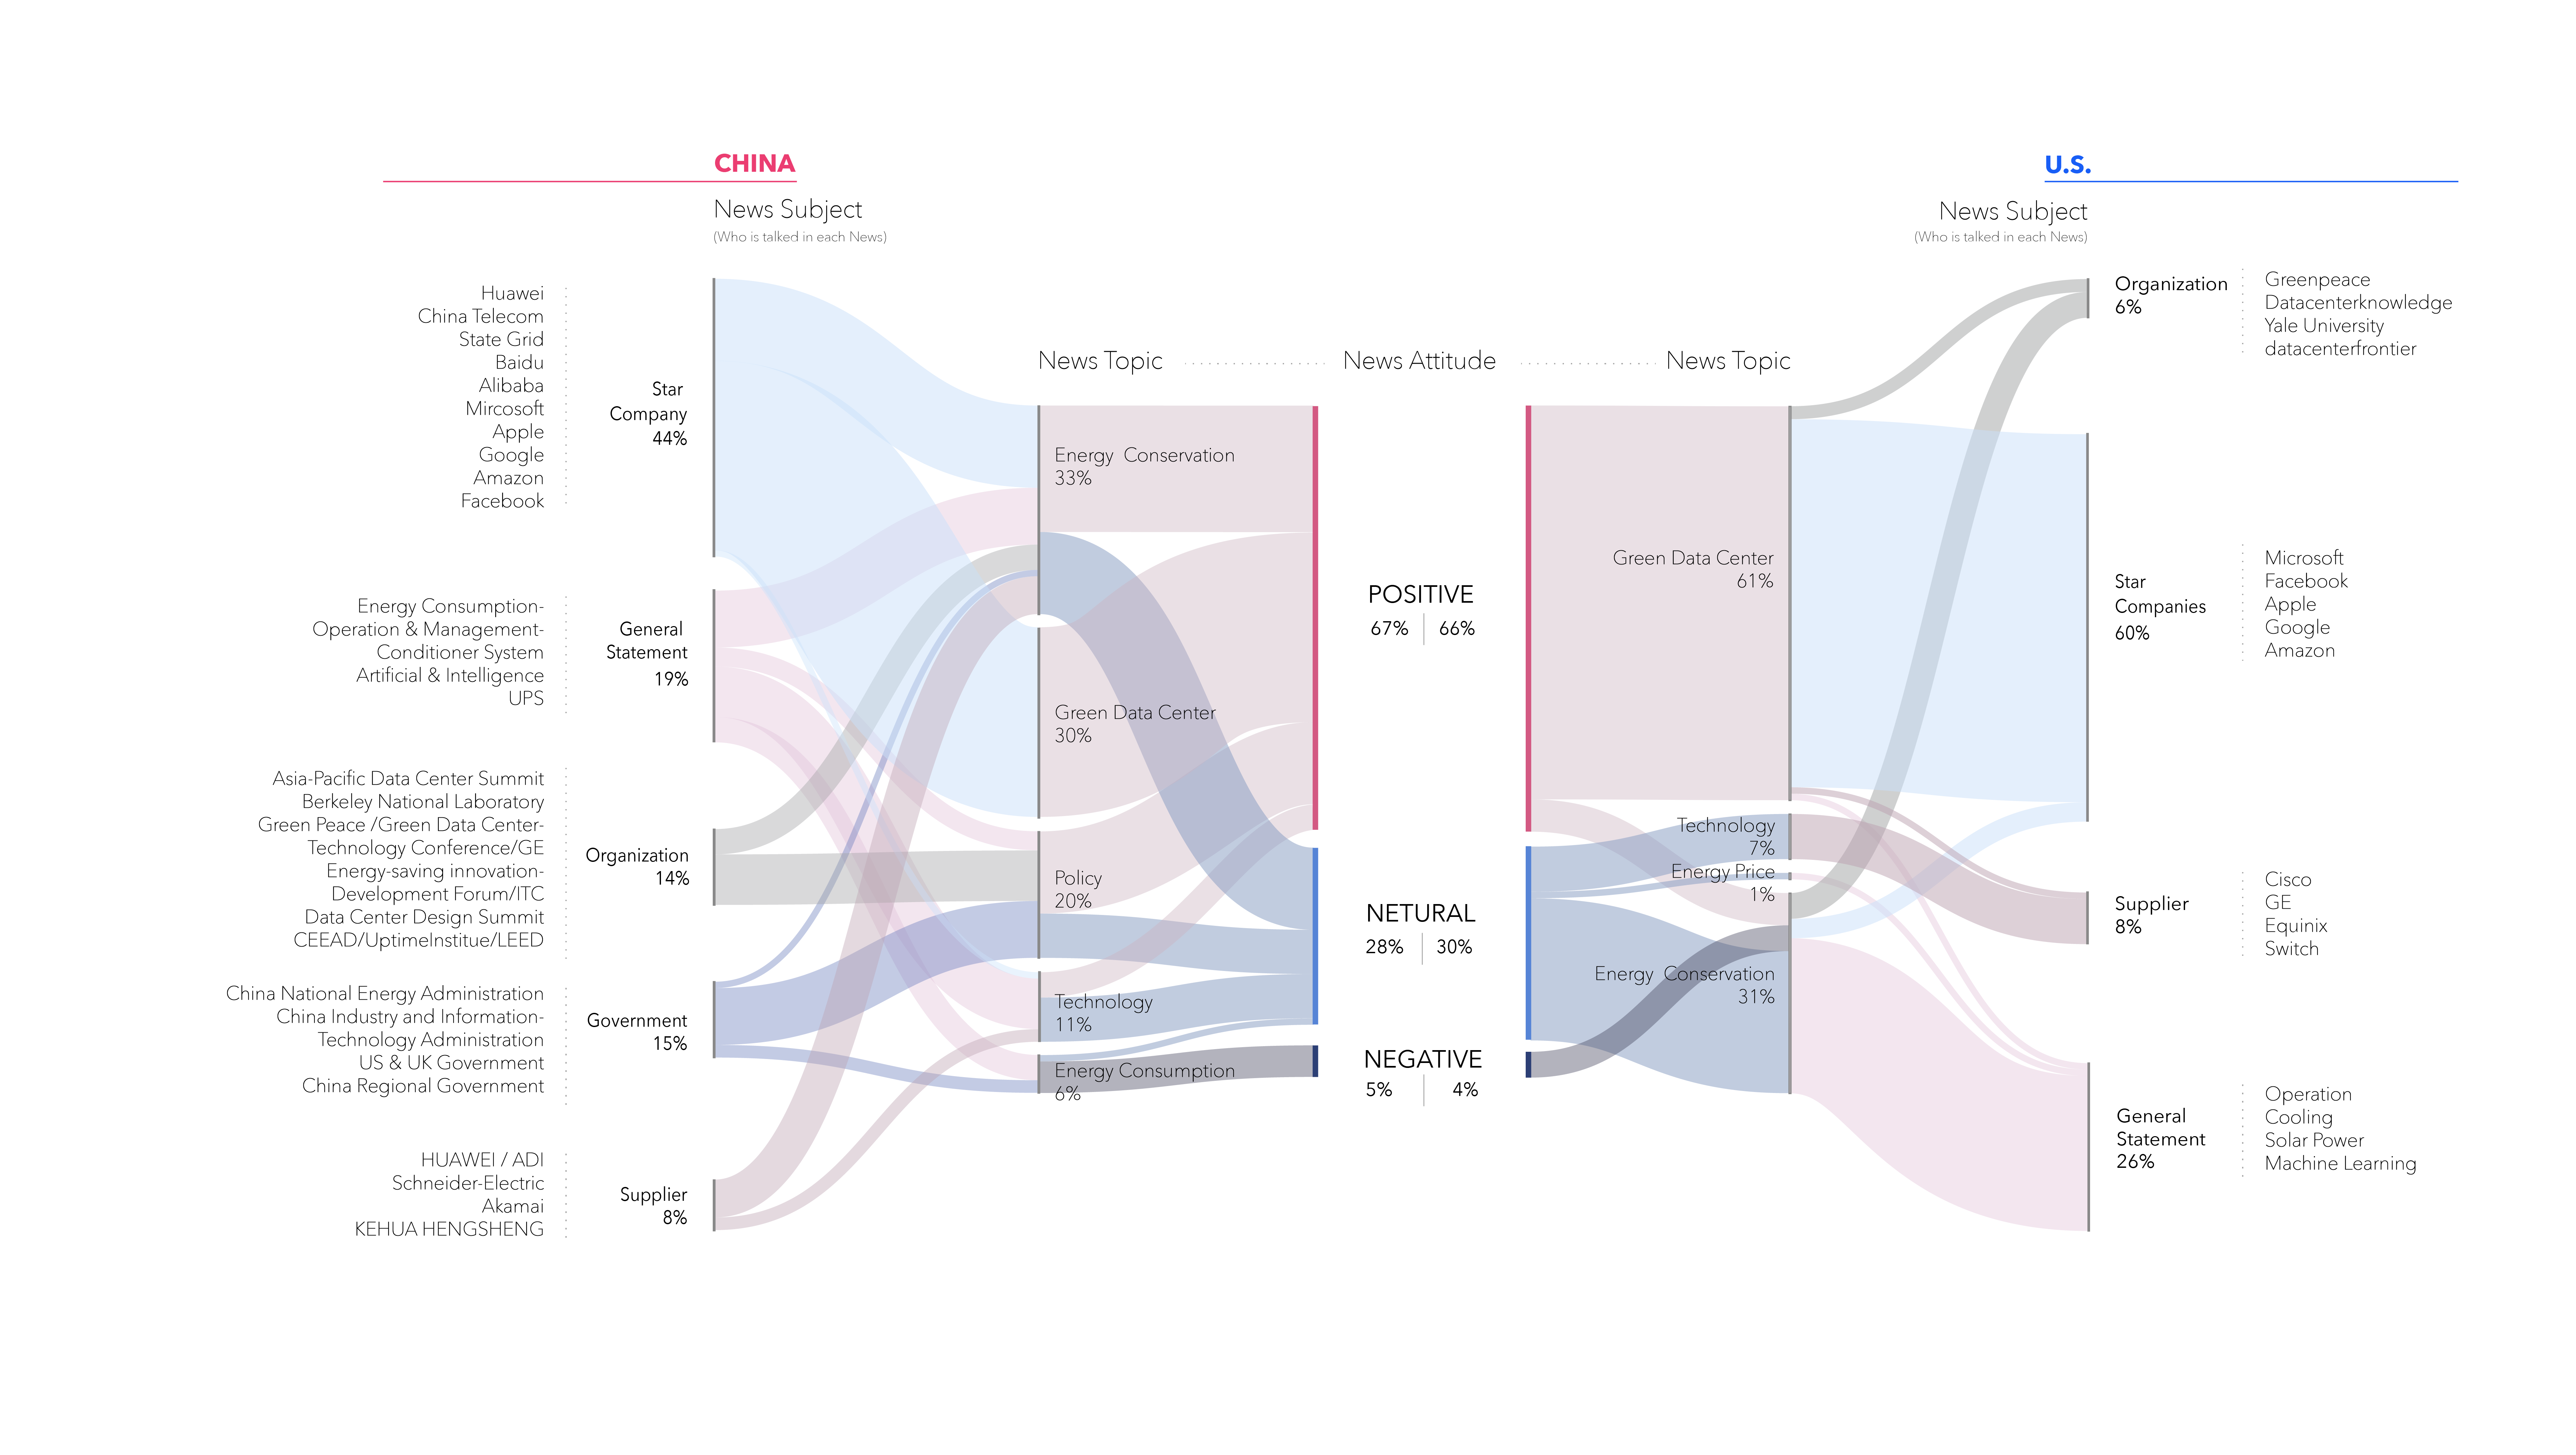 CHINA
News Subject
(Who is talked in each News)
Huawei
China Telecom
State Grid
Baidu
Alibaba
Mircosoft
Apple
Google
Amazon
Facebook
Star
Company
44%
Energy Consumption-
Operation & Management-
Conditioner System
Artificial & Intelligence
UPS
General
Statement
19%
Asia-Pacific Data Center Summit
Berkeley National Laboratory
Green Peace /Green Data Center-
Technology Conference/GE
Energy-saving innovation-
Development Forum/ITC
Data Center Design Summit
CEEAD/UptimeInstitue/LEED
Organization
14%
China National Energy Administration
China Industry and Information-
Technology Administration
US & UK Government
China Regional Government
Government
15%
HUAWEI / ADI
Schneider-Electric
Akamai
KEHUA HENGSHENG
Supplier
8%
News Topic
Energy Conservation
33%
Green Data Center
30%
Policy
20%
Technology
11%
Energy Consumption
6%
News Attitude
POSITIVE
67% | 66%
NETURAL
28% | 30%
NEGATIVE
5% | 4%
News Topic
Green Data Center
61%
Technology
7%
Energy Price
1%
Energy Conservation
31%
U.S.
News Subject
(Who is talked in each News)
Organization
6%
Greenpeace
Datacenterknowledge
Yale University
datacenterfrontier
Star
Companies
60%
Microsoft
Facebook
Apple
Google
Amazon
Supplier
8%
Cisco
GE
Equinix
Switch
General
Statement
26%
Operation
Cooling
Solar Power
Machine Learning